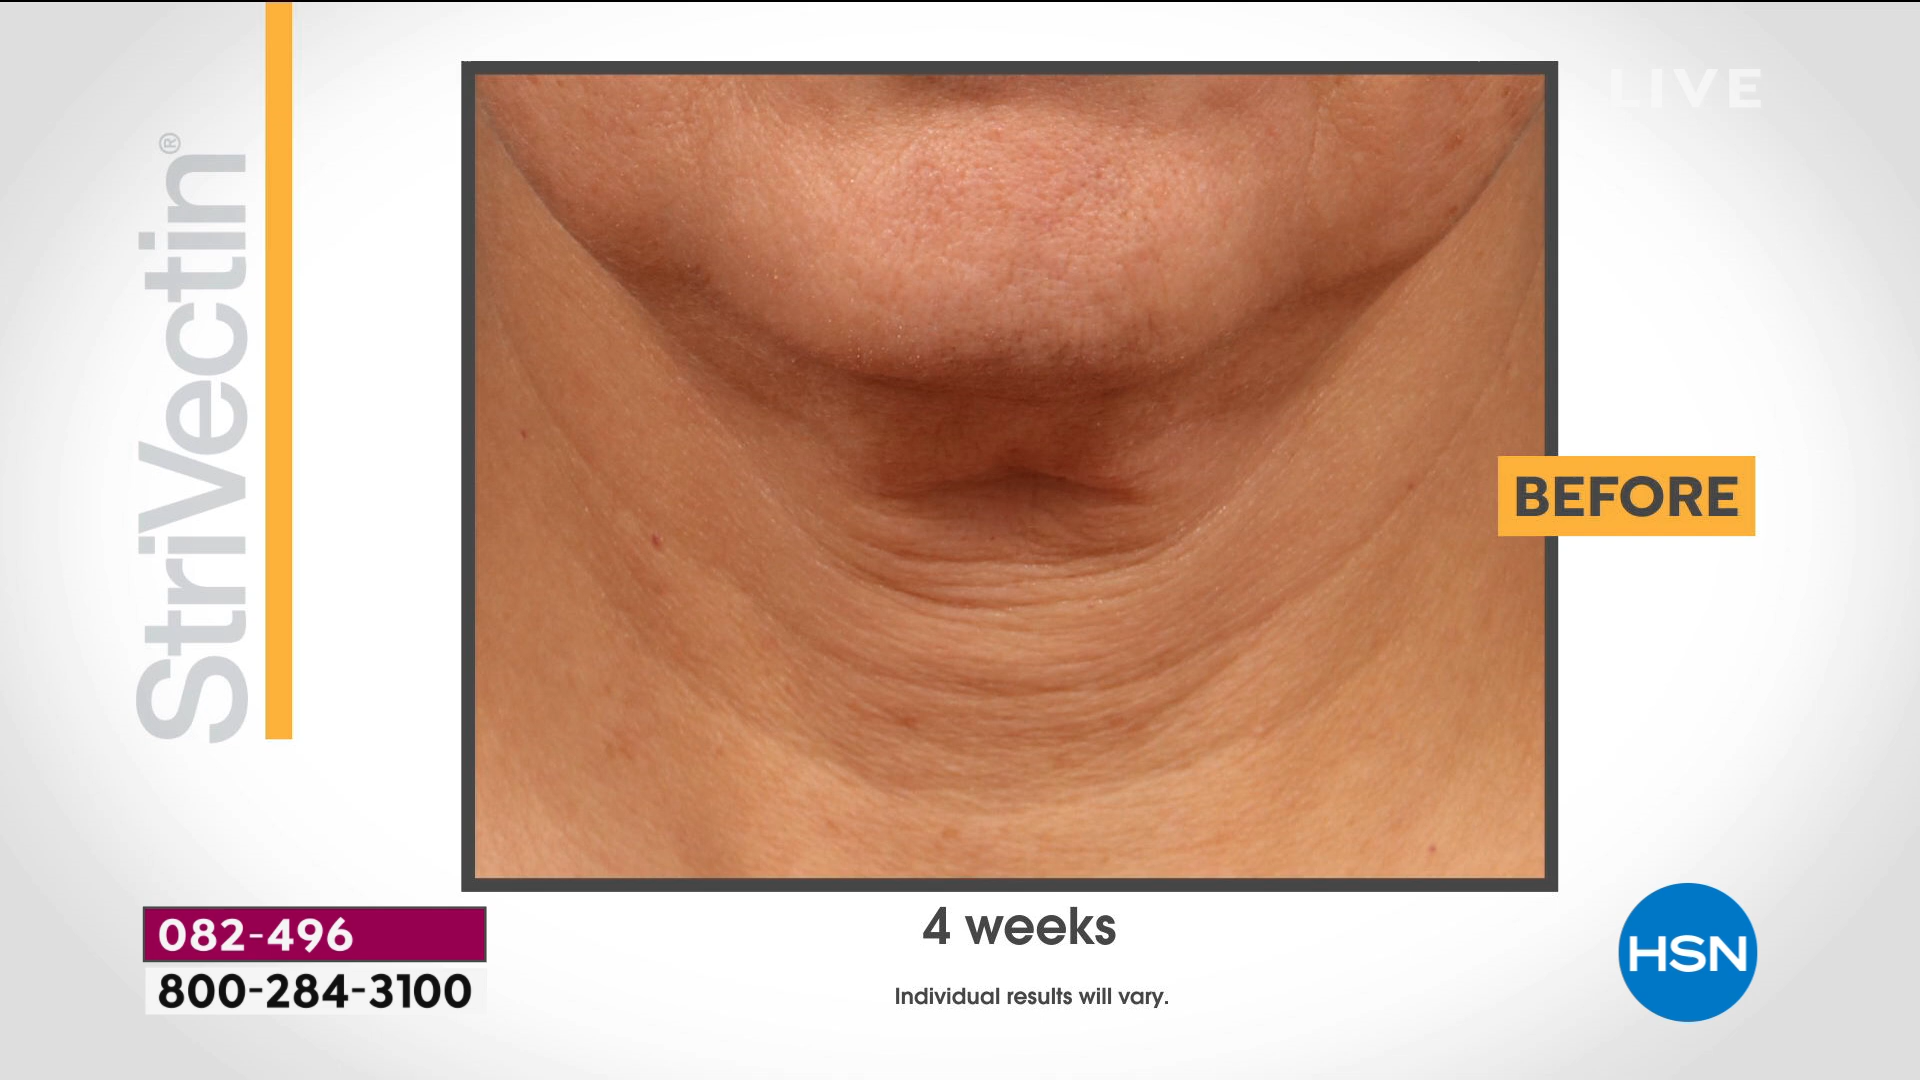 StriVectin®
LIVE
BEFORE
4 weeks
Individual results will vary.
082-496
800-284-3100
HSN